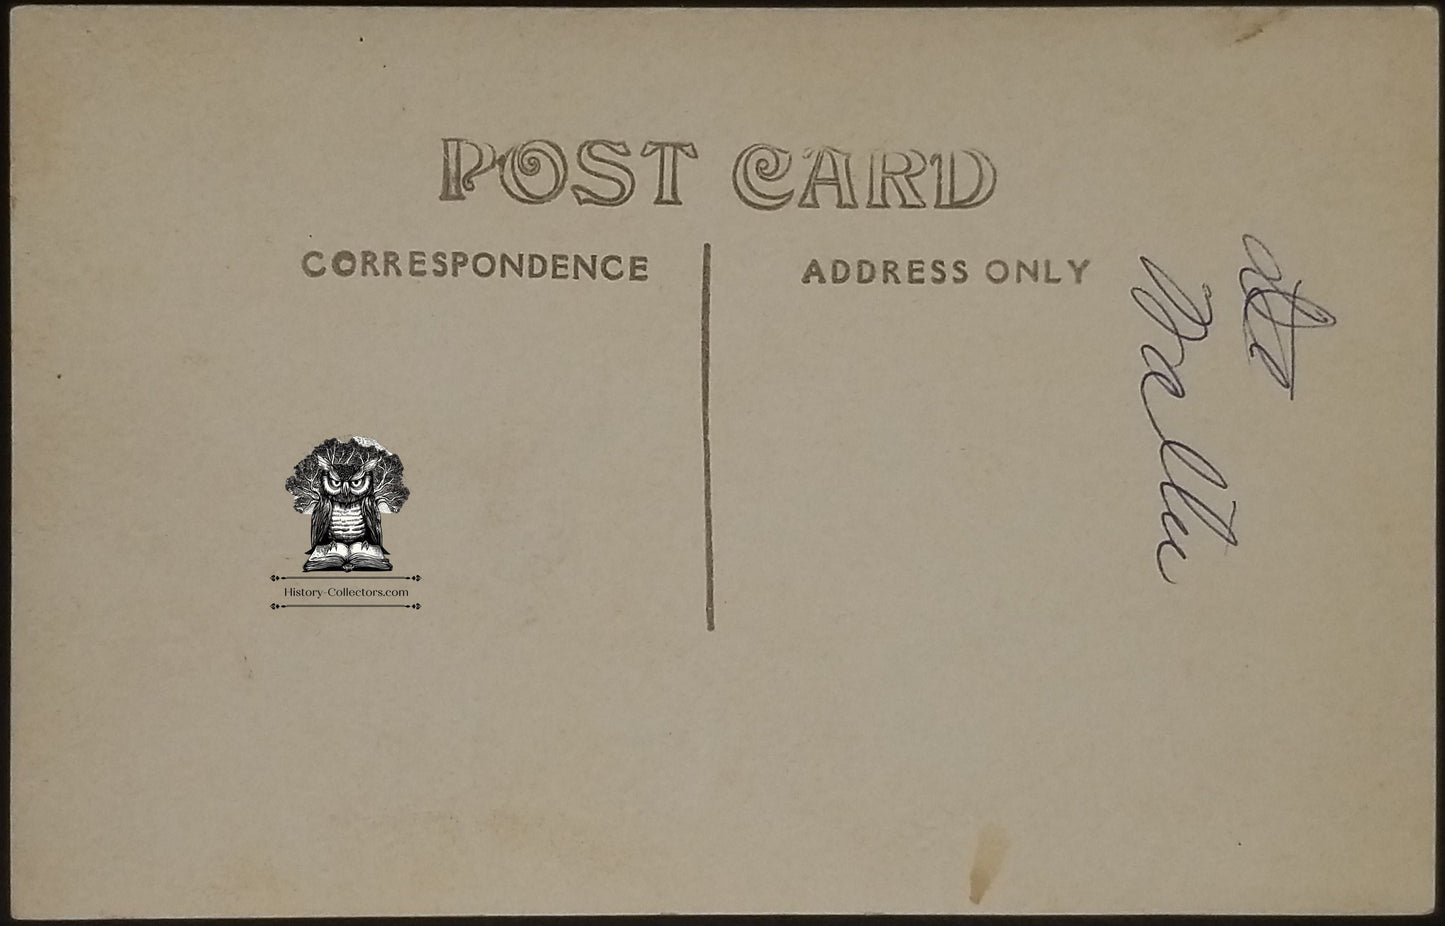 POST CARD
CORRESPONDENCE
ADDRESS ONLY
History-Collectors.com